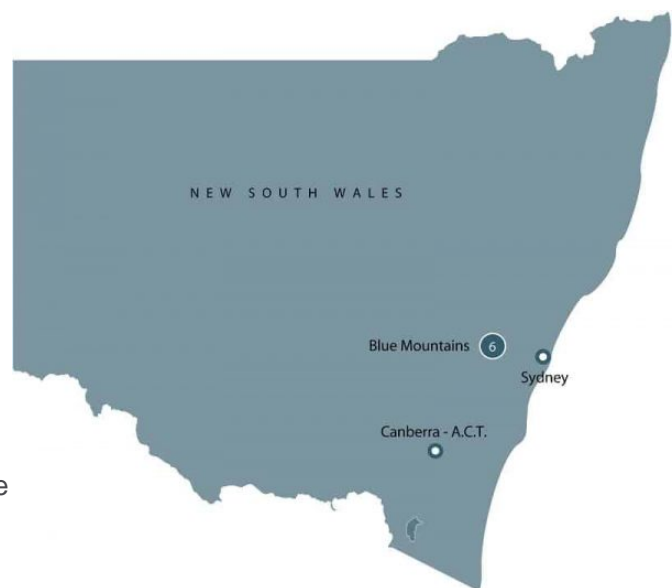 NEW SOUTH WALES
Blue Mountains 6
Sydney
Canberra - A.C.T.
e